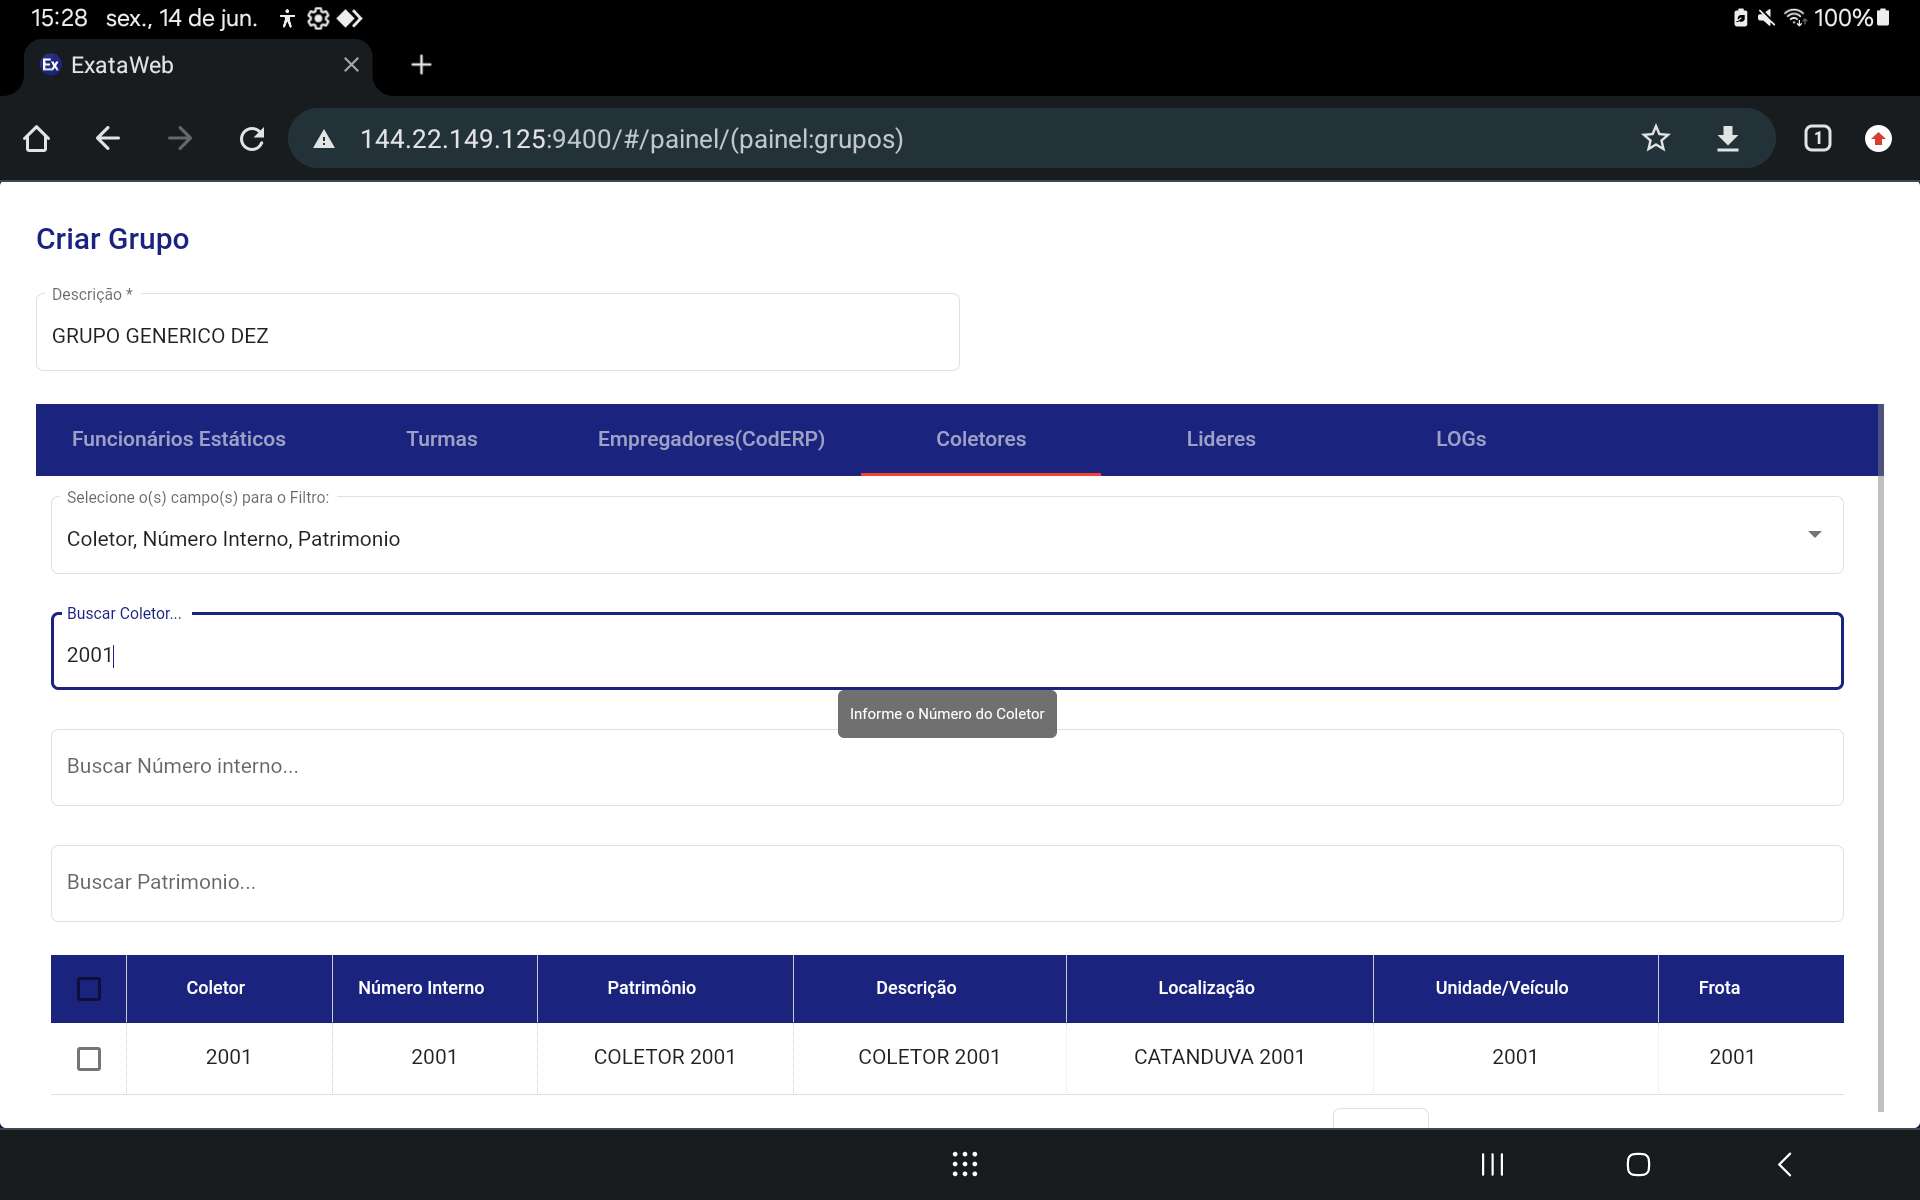 15:28 sex., 14 de jun. 100%
Ex ExataWeb
144.22.149.125:9400/#/painel/(painel:grupos) 1
Criar Grupo
Descrição *
GRUPO GENERICO DEZ
Funcionários Estáticos Turmas Empregadores(CodERP) Coletores Lideres LOGs
Selecione o(s) campo(s) para o Filtro:
Coletor, Número Interno, Patrimonio
Buscar Coletor...
2001
Informe o Número do Coletor
Buscar Número interno...
Buscar Patrimonio...
Coletor Número Interno Patrimônio Descrição Localização Unidade/Veículo Frota
2001 2001 COLETOR 2001 COLETOR 2001 CATANDUVA 2001 2001 2001